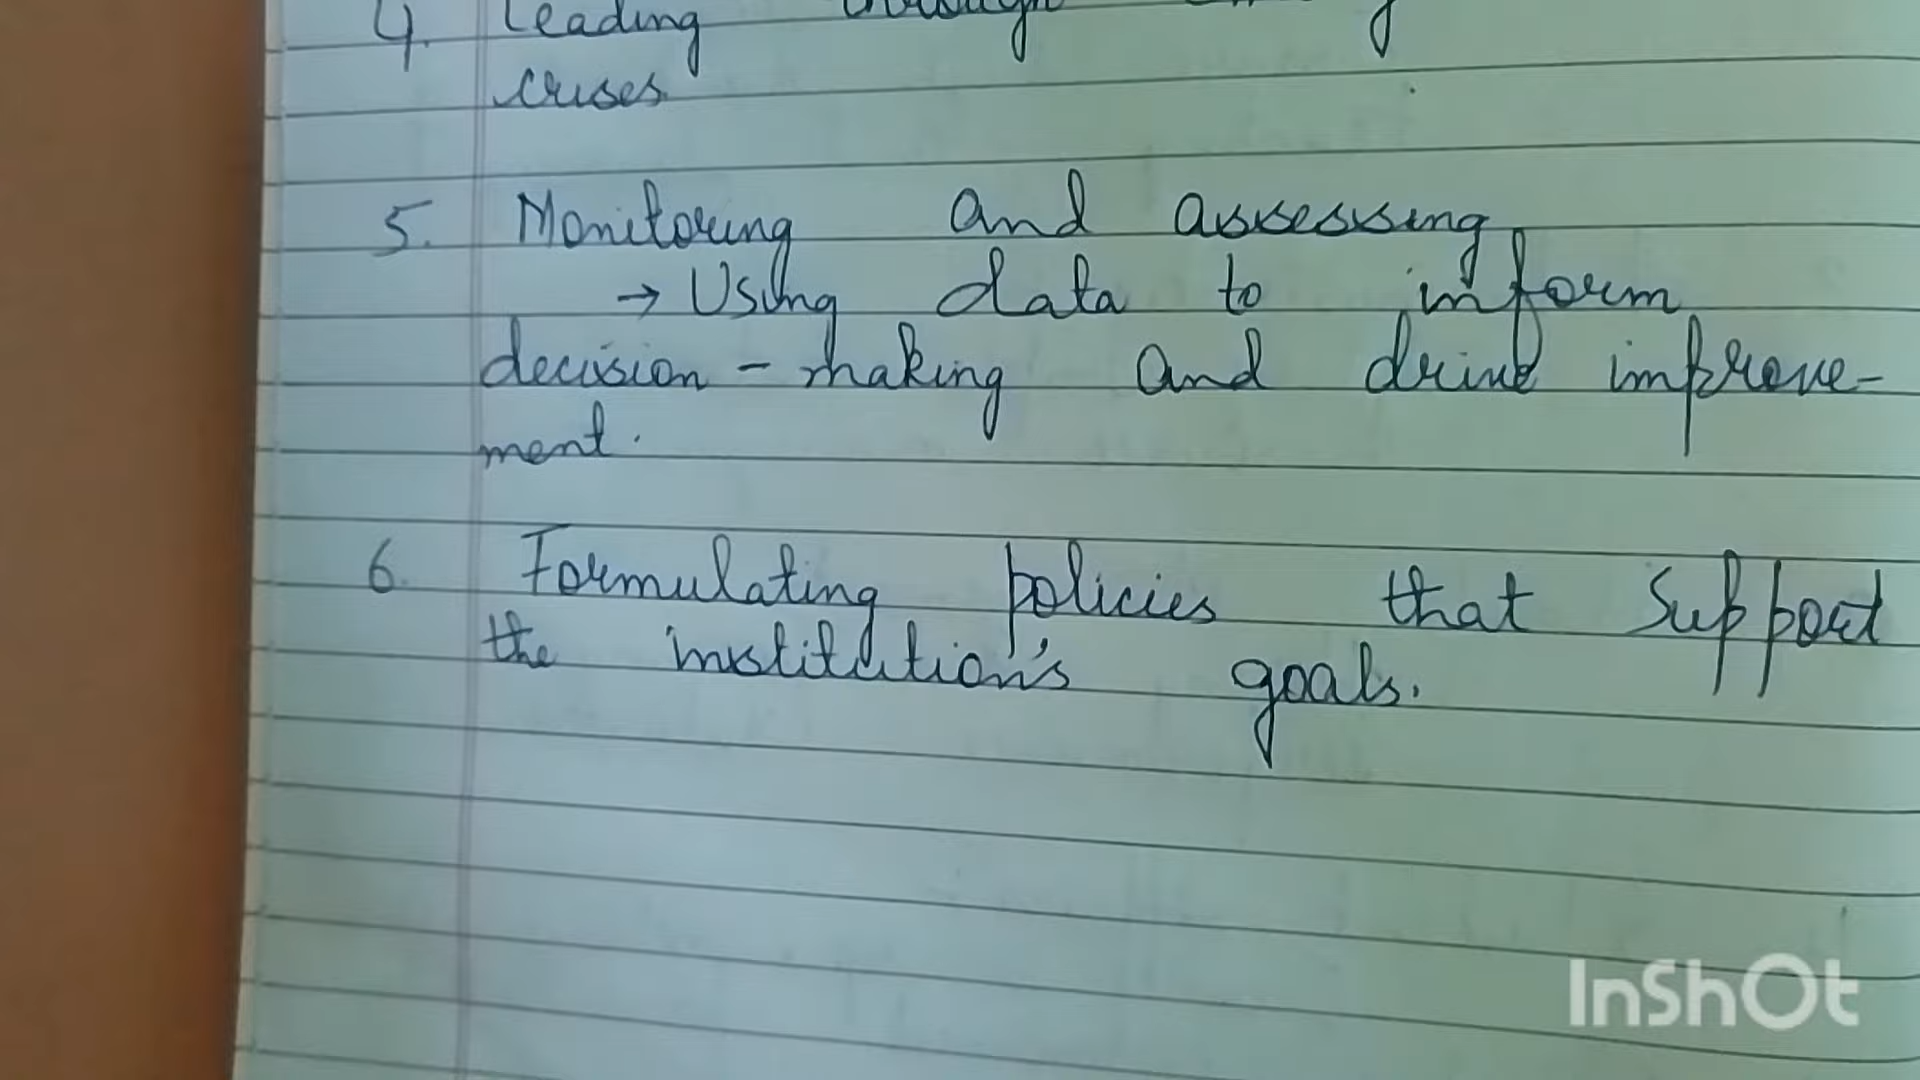 4. Leading through
crises
5. Monitoring and assessing
→ Using data to inform
decision - making and drive improve-
ment.
6. Formulating policies that support
the institution's goals.
InShOt